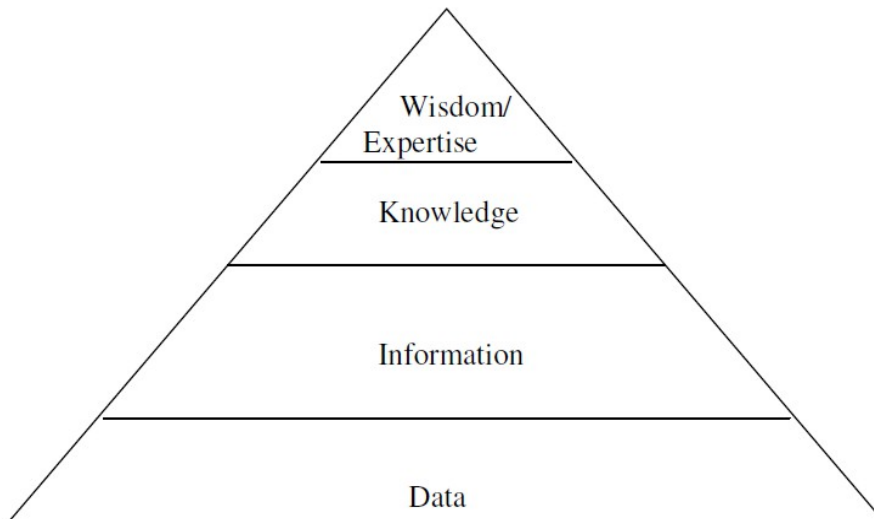 Wisdom/
Expertise
Knowledge
Information
Data